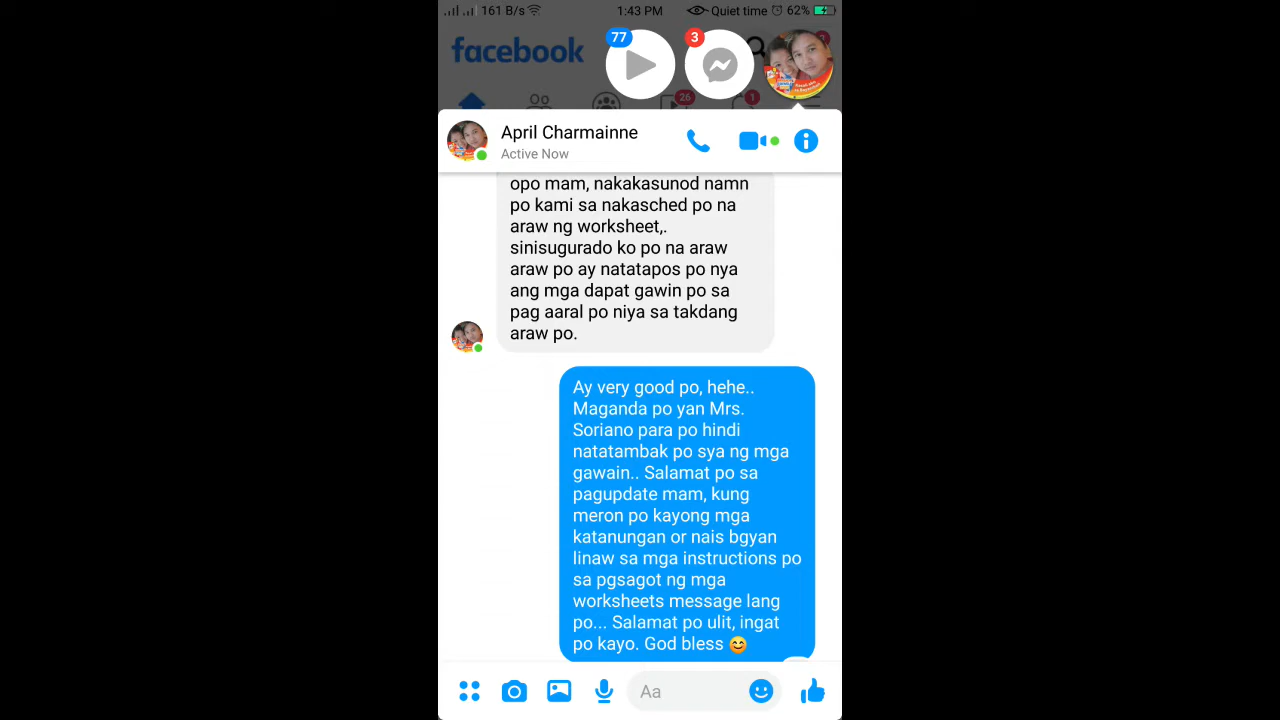 161 B/s 1:43 PM Quiet time 62%
facebook
77
3
26
1
April Charmainne
Active Now
opo mam, nakakasunod namn
po kami sa nakasched po na
araw ng worksheet,.
sinisugurado ko po na araw
araw po ay natatapos po nya
ang mga dapat gawin po sa
pag aaral po niya sa takdang
araw po.
Ay very good po, hehe..
Maganda po yan Mrs.
Soriano para po hindi
natatambak po sya ng mga
gawain.. Salamat po sa
pagupdate mam, kung
meron po kayong mga
katanungan or nais bgyan
linaw sa mga instructions po
sa pgsagot ng mga
worksheets message lang
po... Salamat po ulit, ingat
po kayo. God bless 😊
Aa